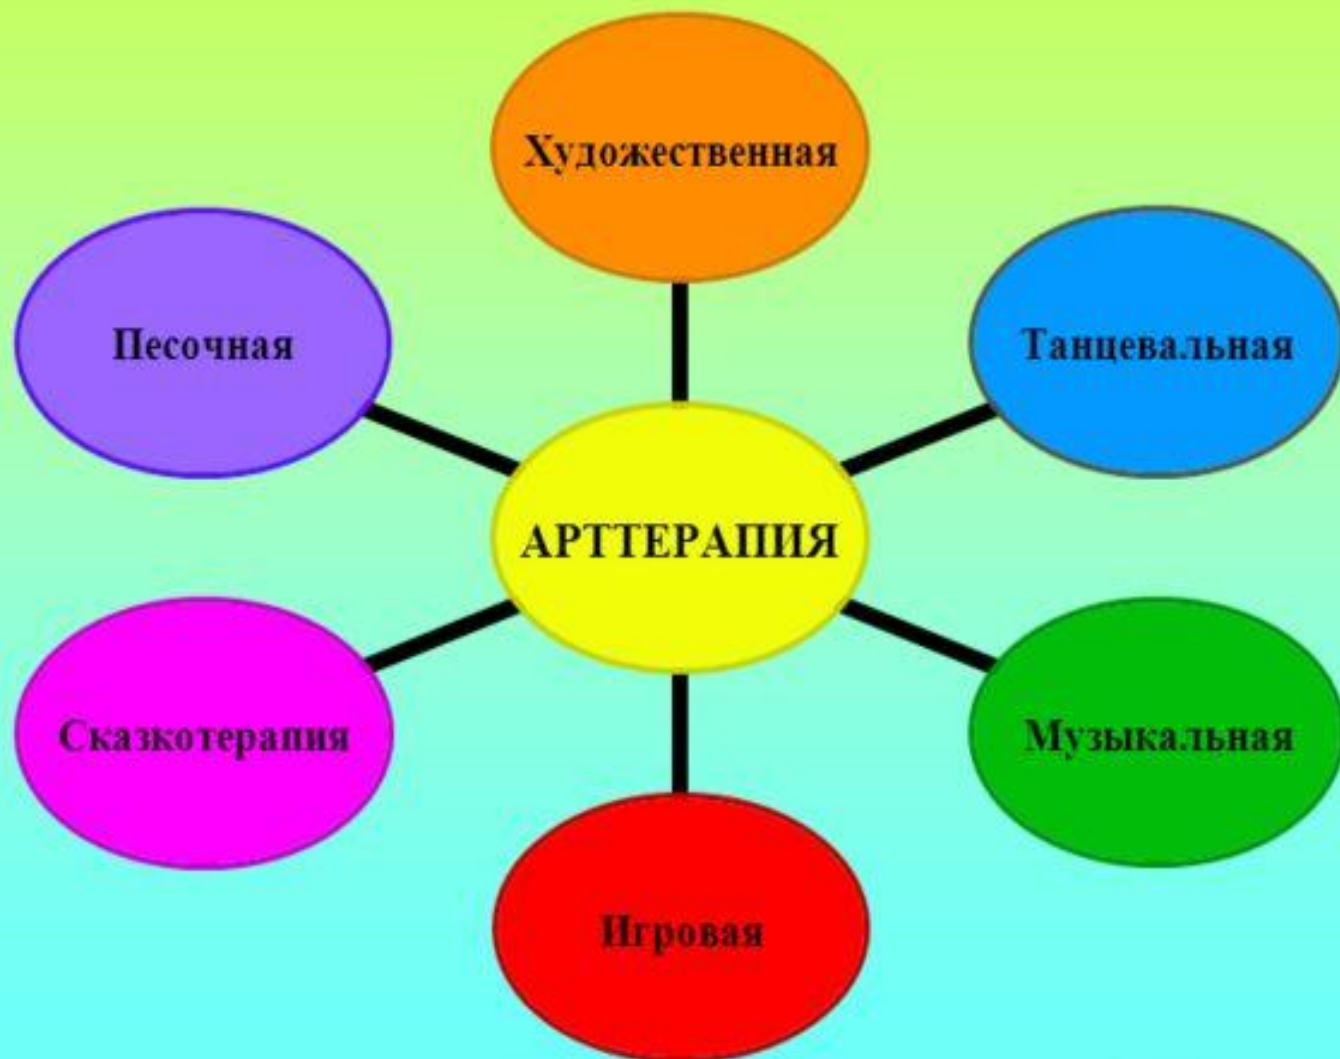 Художественная
Песочная
Танцевальная
АРТТЕРАПИЯ
Сказкотерапия
Музыкальная
Игровая